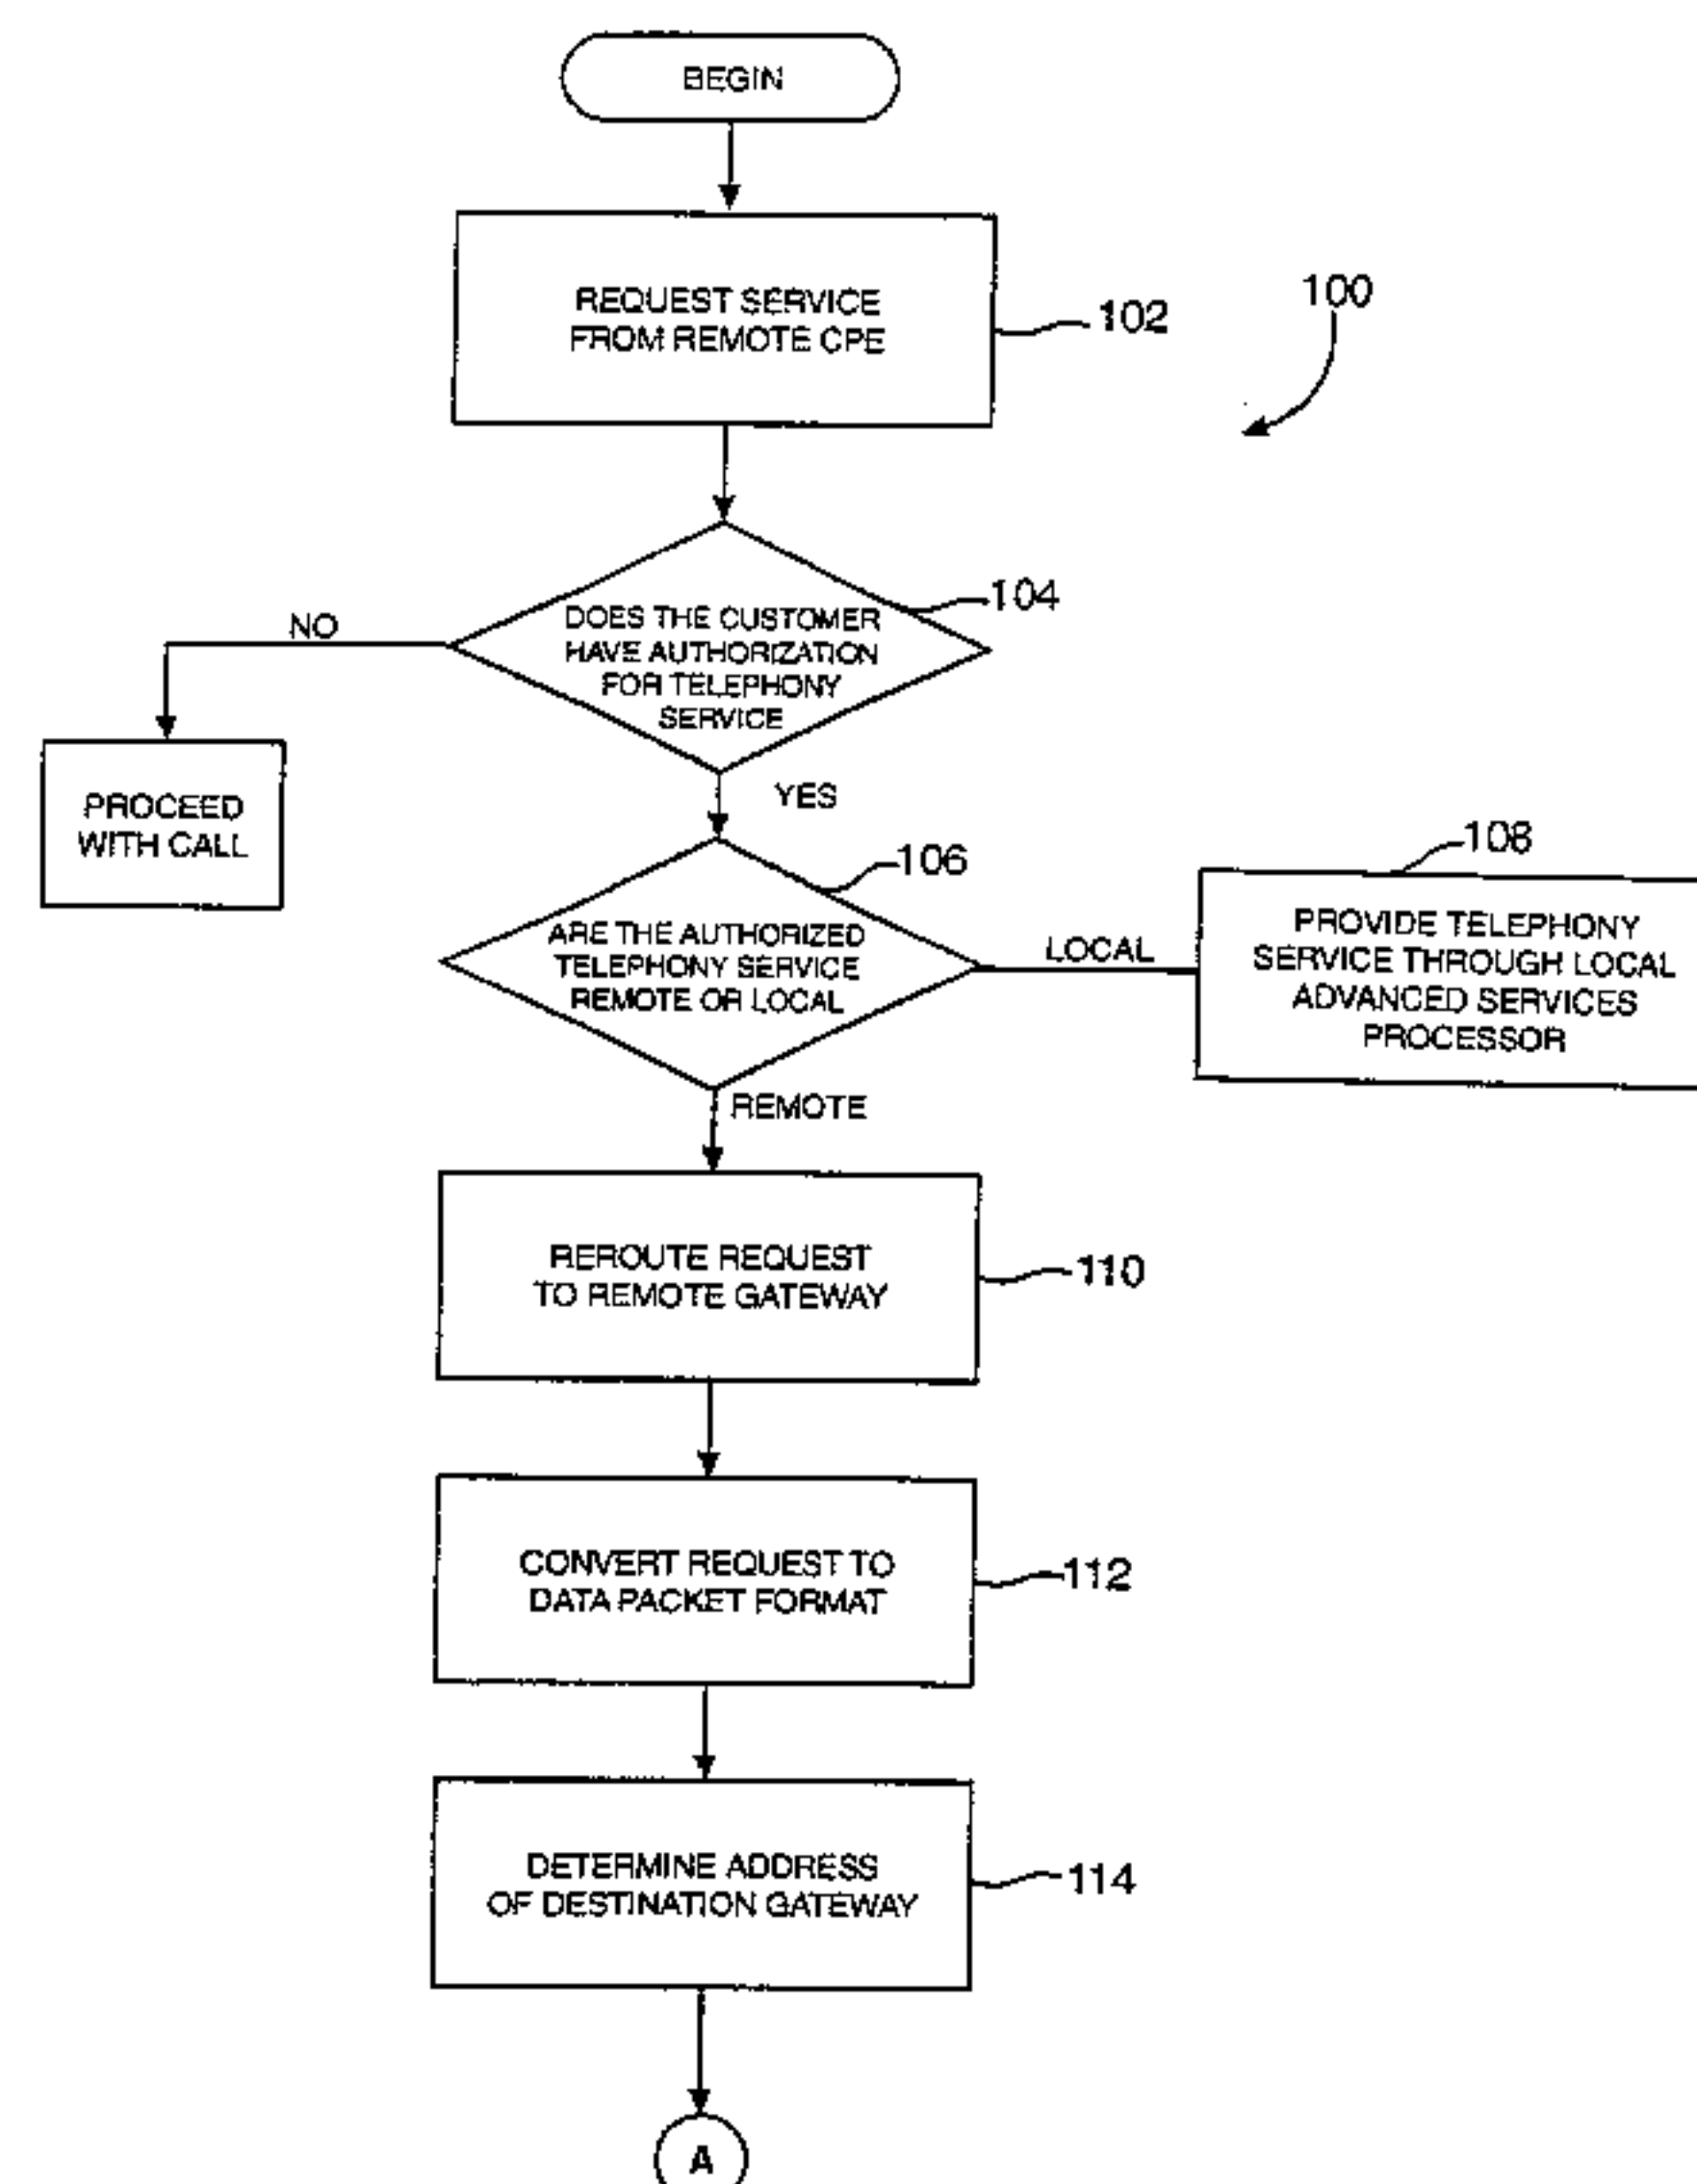 BEGIN
REQUEST SERVICE
FROM REMOTE CPE
102
100
DOES THE CUSTOMER
HAVE AUTHORIZATION
FOR TELEPHONY
SERVICE
104
NO
PROCEED
WITH CALL
YES
106
ARE THE AUTHORIZED
TELEPHONY SERVICE
REMOTE OR LOCAL
LOCAL
108
PROVIDE TELEPHONY
SERVICE THROUGH LOCAL
ADVANCED SERVICES
PROCESSOR
REMOTE
REROUTE REQUEST
TO REMOTE GATEWAY
110
CONVERT REQUEST TO
DATA PACKET FORMAT
112
DETERMINE ADDRESS
OF DESTINATION GATEWAY
114
A